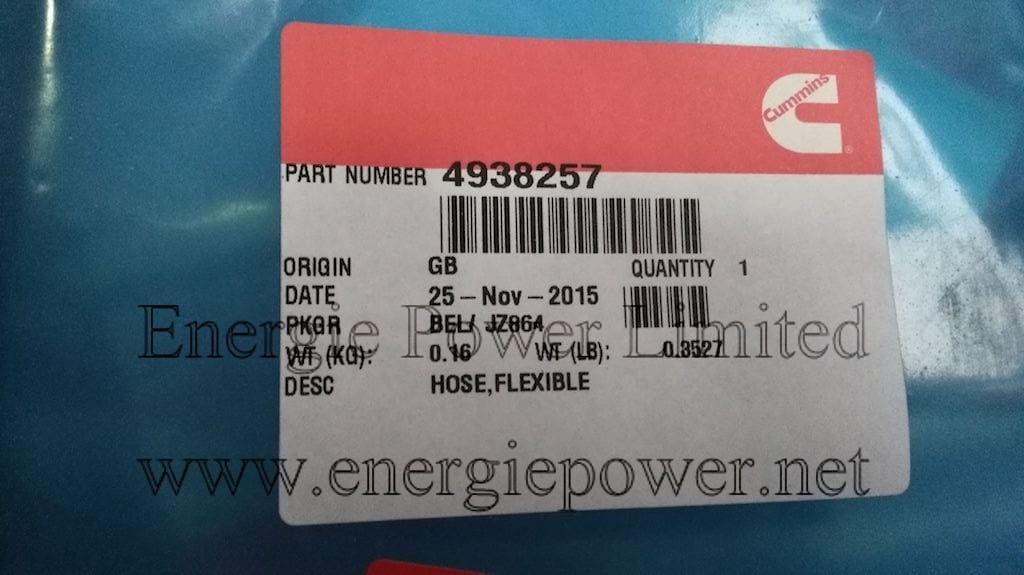 Cummins
PART NUMBER 4938257
ORIGIN GB QUANTITY 1
DATE 25-Nov-2015
Energie Power Limited
PKGR BEL/ JZ864
WT (KG): 0.16 WT (LB): 0.3527
DESC HOSE,FLEXIBLE
www.energiepower.net